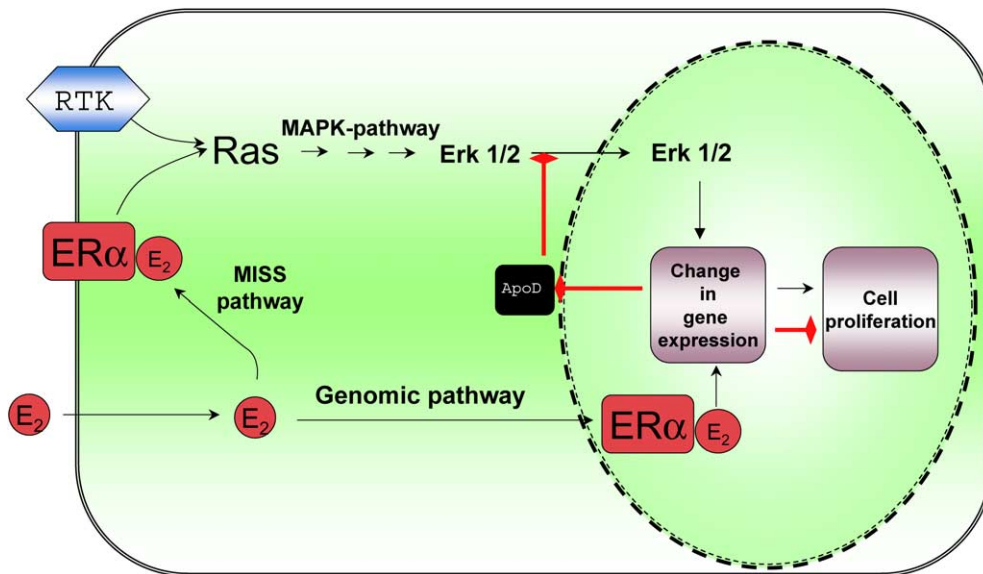 RTK
MAPK-pathway
Ras
Erk 1/2
Erk 1/2
ERα
E₂
MISS
pathway
ApoD
Change
in
gene
expression
Cell
proliferation
E₂
E₂
Genomic pathway
ERα
E₂